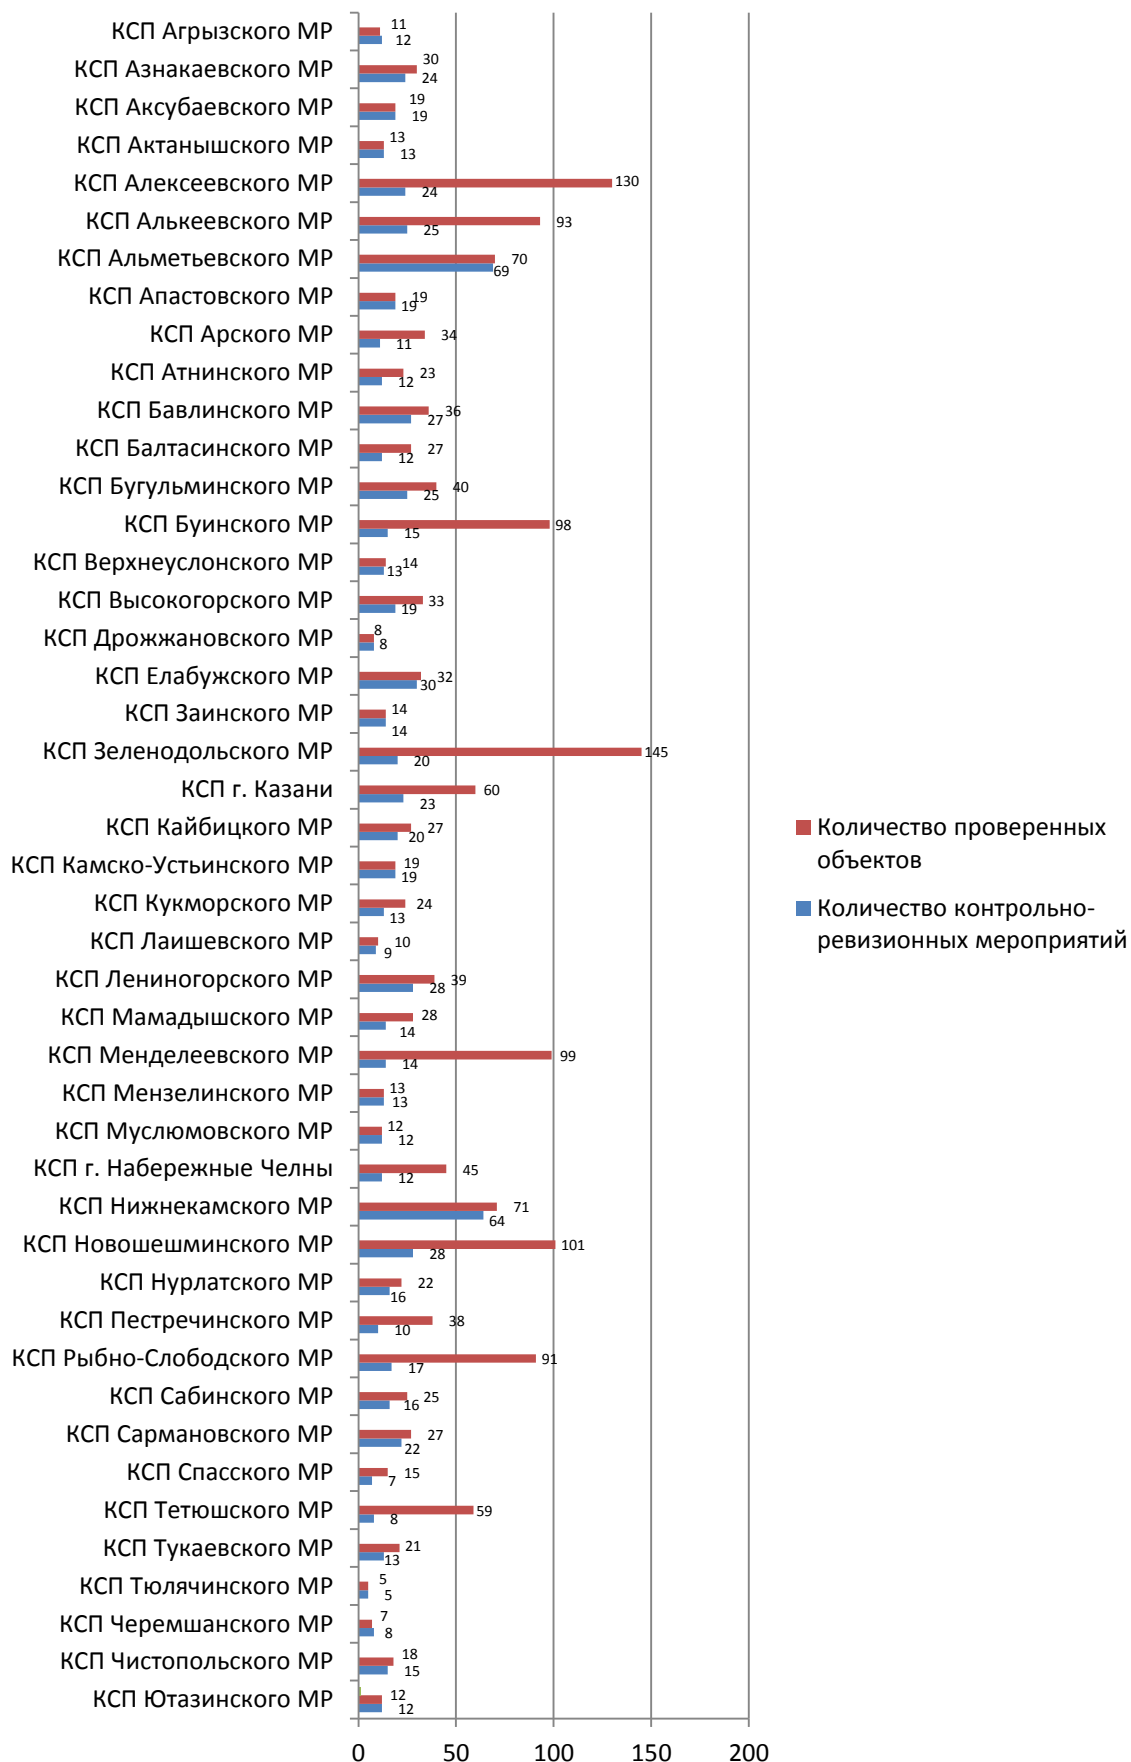 КСП Агрызского МР 11
12
КСП Азнакаевского МР 30
24
КСП Аксубаевского МР 19
19
КСП Актанышского МР 13
13
КСП Алексеевского МР 130
24
КСП Алькеевского МР 93
25
КСП Альметьевского МР 70
69
КСП Апастовского МР 19
19
КСП Арского МР 34
11
КСП Атнинского МР 23
12
КСП Бавлинского МР 36
27
КСП Балтасинского МР 27
12
КСП Бугульминского МР 40
25
КСП Буинского МР 98
15
КСП Верхнеуслонского МР 14
13
КСП Высокогорского МР 33
19
КСП Дрожжановского МР 8
8
КСП Елабужского МР 32
30
КСП Заинского МР 14
14
КСП Зеленодольского МР 145
20
КСП г. Казани 60
23
КСП Кайбицкого МР 27
20
КСП Камско-Устьинского МР 19
19
КСП Кукморского МР 24
13
КСП Лаишевского МР 10
9
КСП Лениногорского МР 39
28
КСП Мамадышского МР 28
14
КСП Менделеевского МР 99
14
КСП Мензелинского МР 13
13
КСП Муслюмовского МР 12
12
КСП г. Набережные Челны 45
12
КСП Нижнекамского МР 71
64
КСП Новошешминского МР 101
28
КСП Нурлатского МР 22
16
КСП Пестречинского МР 38
10
КСП Рыбно-Слободского МР 91
17
КСП Сабинского МР 25
16
КСП Сармановского МР 27
22
КСП Спасского МР 15
7
КСП Тетюшского МР 59
8
КСП Тукаевского МР 21
13
КСП Тюлячинского МР 5
5
КСП Черемшанского МР 7
8
КСП Чистопольского МР 18
15
КСП Ютазинского МР 12
12
0 50 100 150 200
Количество проверенных
объектов
Количество контрольно-
ревизионных мероприятий